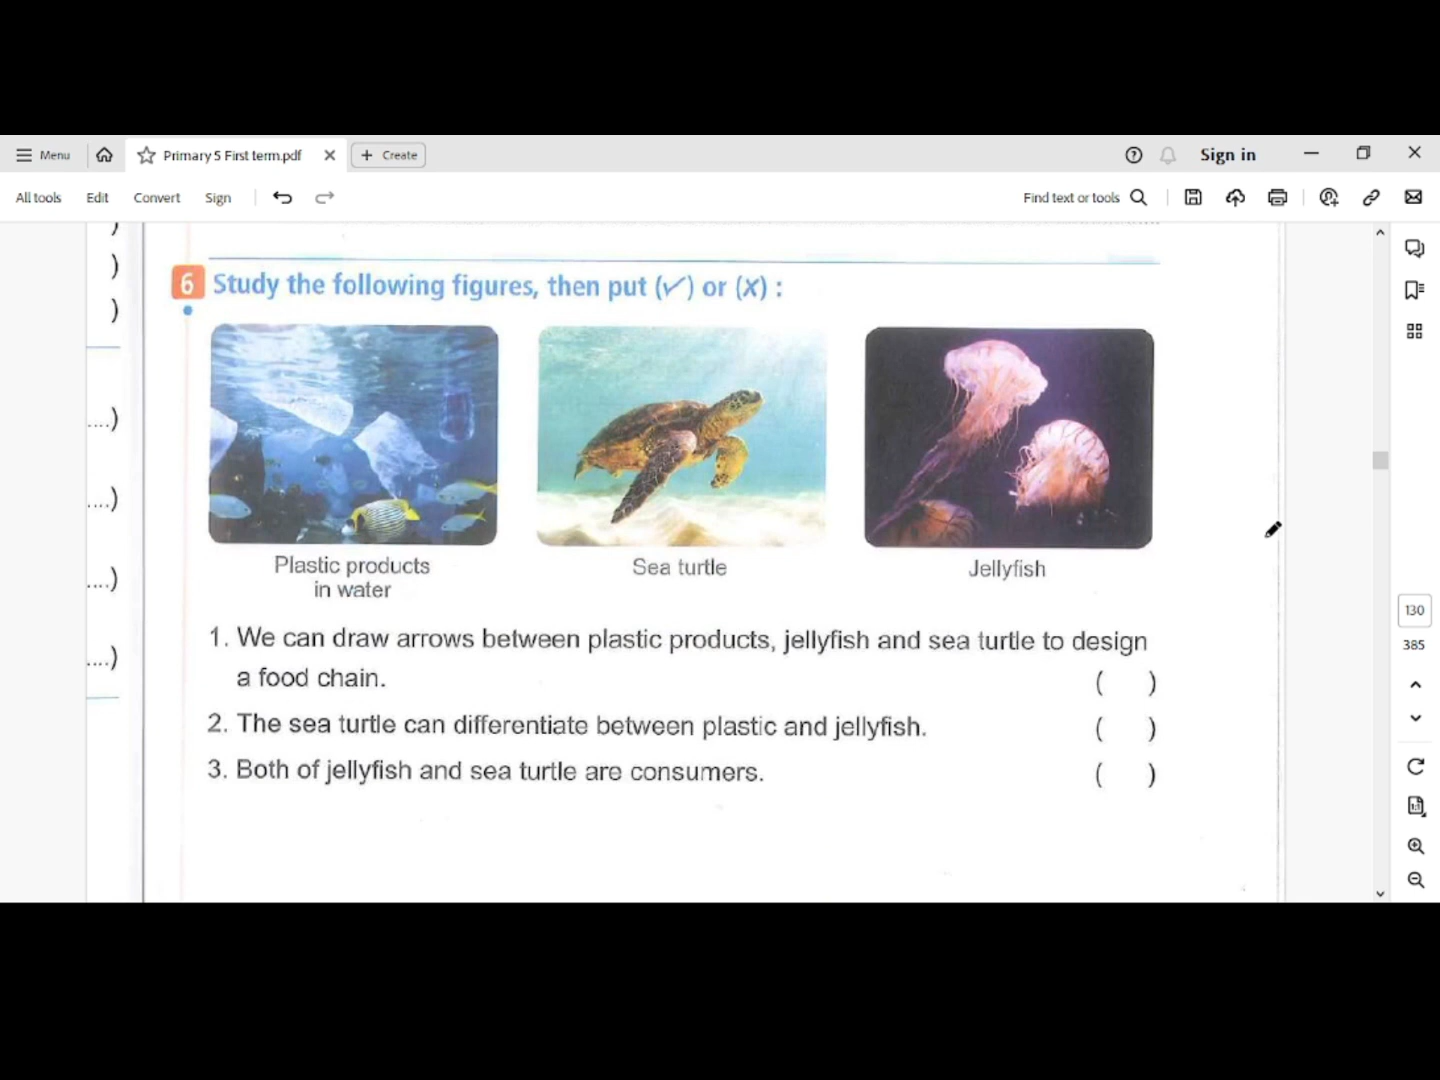 Menu
Primary 5 First term.pdf
Create
Sign in
All tools
Edit
Convert
Sign
Find text or tools
)
)
)
....)
....)
....)
....)
6 Study the following figures, then put (✓) or (X) :
Plastic products
in water
Sea turtle
Jellyfish
1. We can draw arrows between plastic products, jellyfish and sea turtle to design
a food chain. ( )
2. The sea turtle can differentiate between plastic and jellyfish. ( )
3. Both of jellyfish and sea turtle are consumers. ( )
130
385